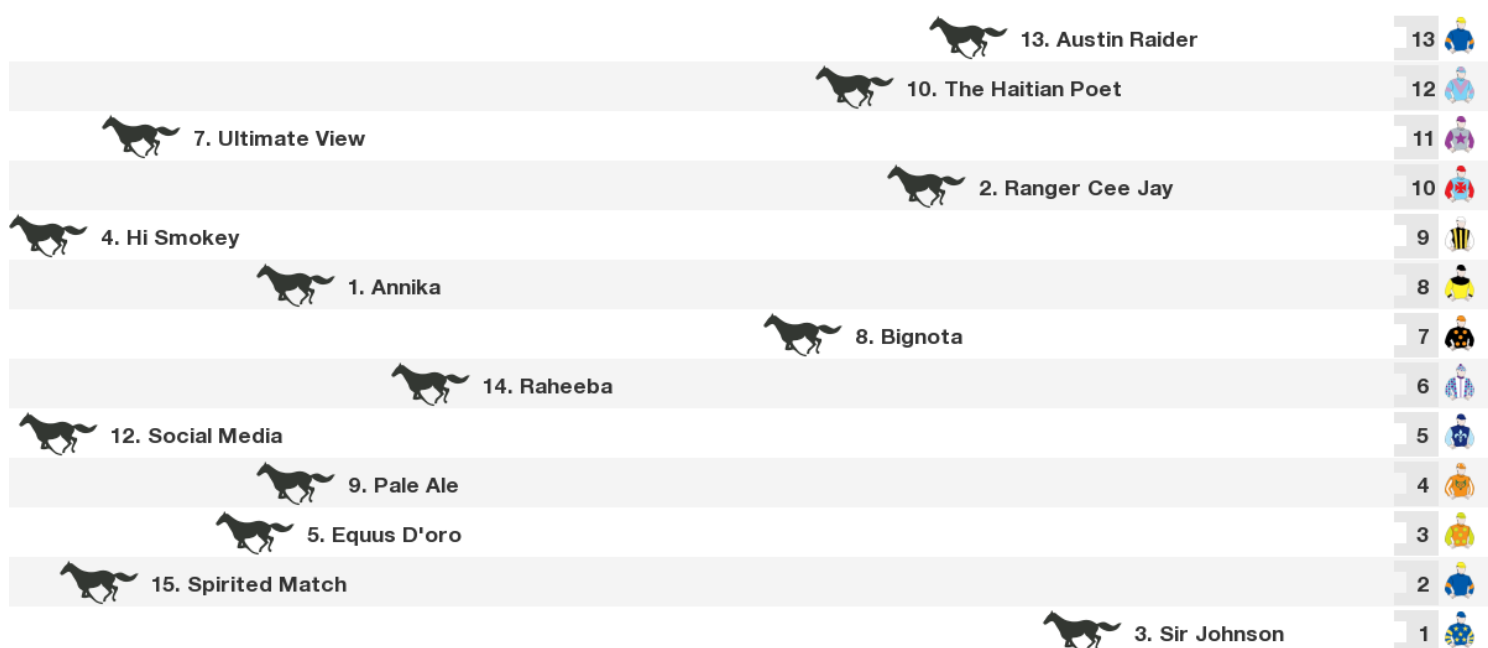 13. Austin Raider 13
10. The Haitian Poet 12
7. Ultimate View 11
2. Ranger Cee Jay 10
4. Hi Smokey 9
1. Annika 8
8. Bignota 7
14. Raheeba 6
12. Social Media 5
9. Pale Ale 4
5. Equus D'oro 3
15. Spirited Match 2
3. Sir Johnson 1